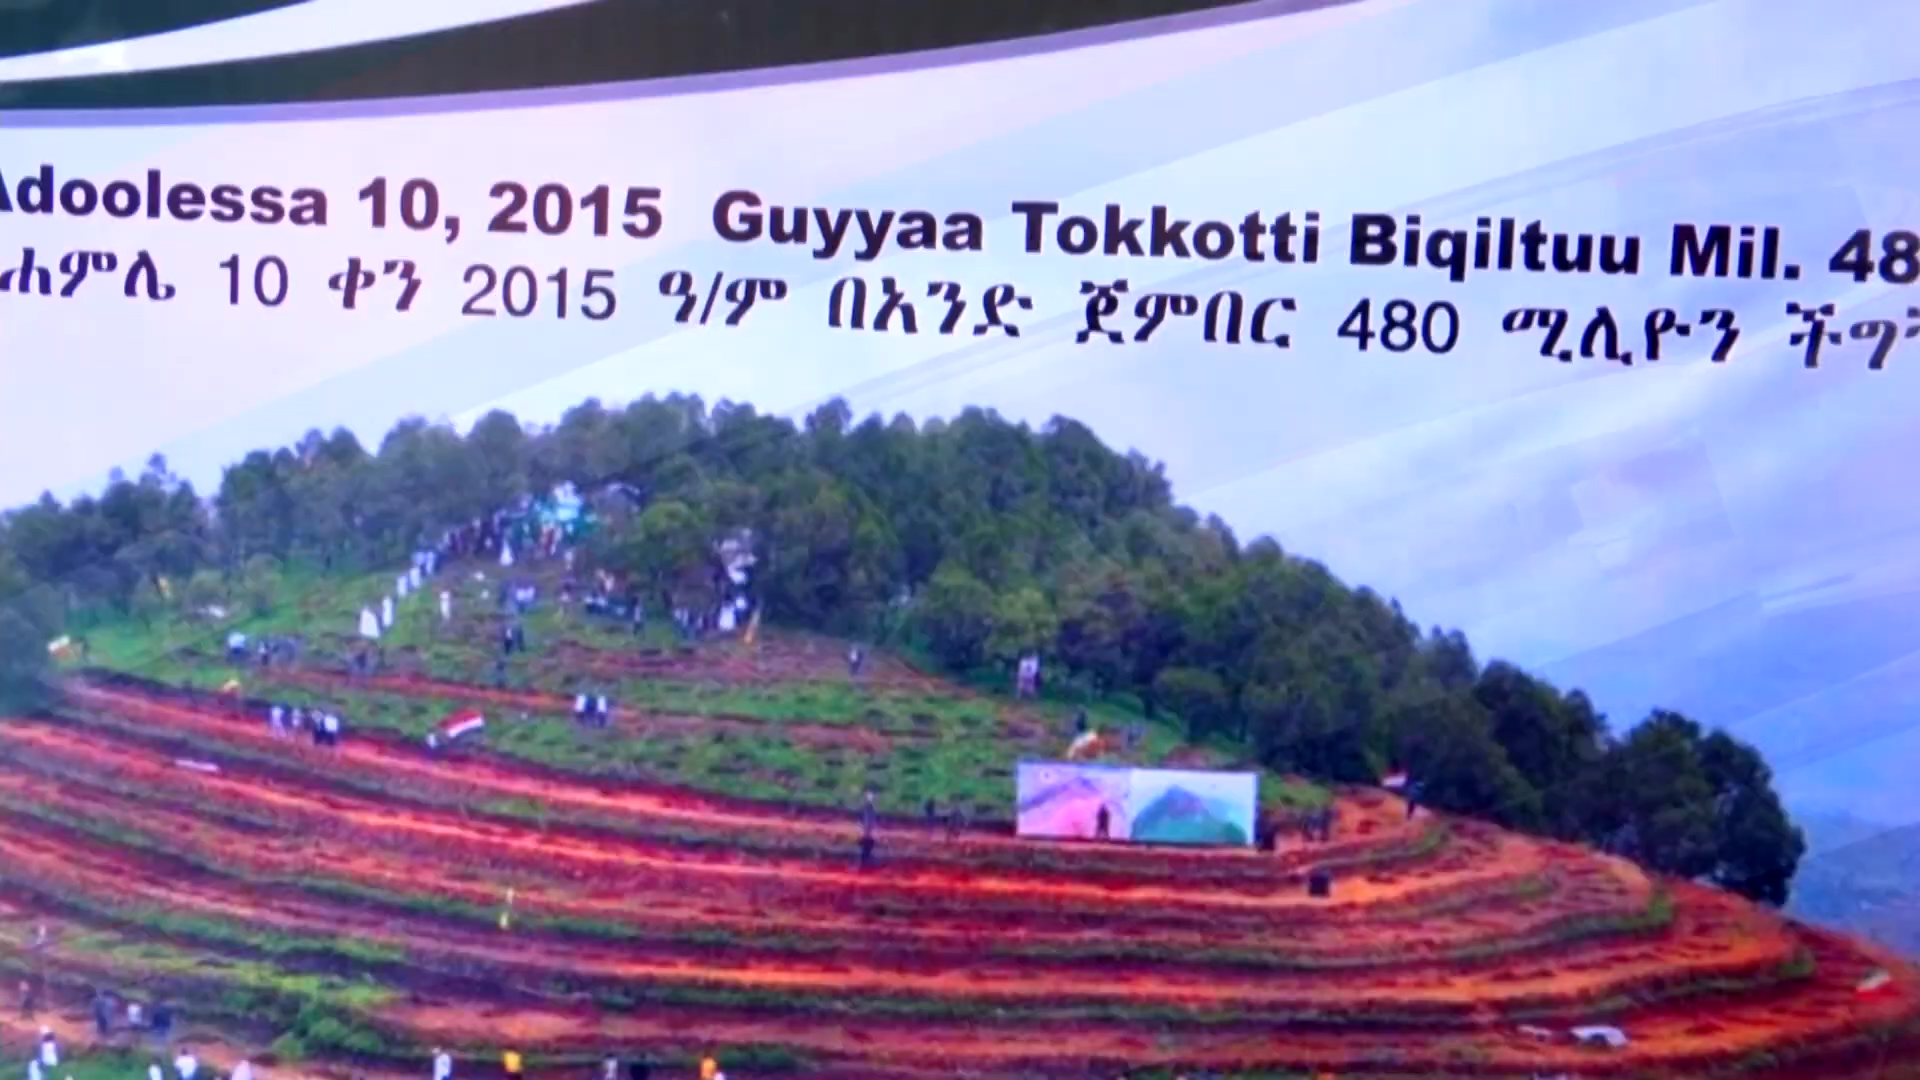 Adoolessa 10, 2015 Guyyaa Tokkotti Biqiltuu Mil. 48
ሐምሌ 10 ቀን 2015 ዓ/ም በአንድ ጀምበር 480 ሚሊዮን